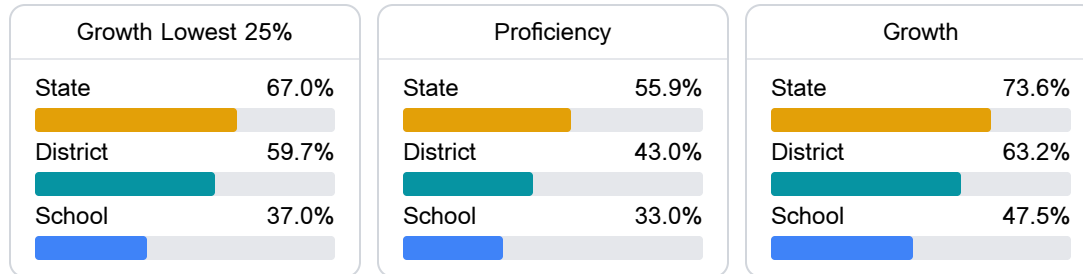 Growth Lowest 25%
State 67.0%
District 59.7%
School 37.0%
Proficiency
State 55.9%
District 43.0%
School 33.0%
Growth
State 73.6%
District 63.2%
School 47.5%